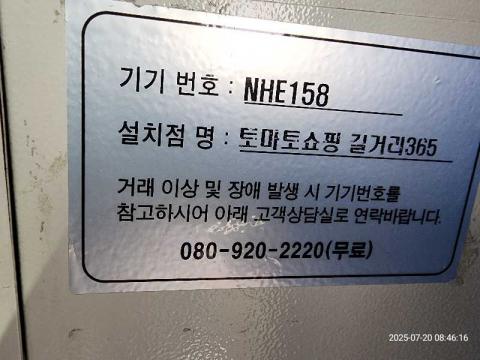 기기 번호 : NHE158
설치점 명 : 토마토쇼핑 길거리365
거래 이상 및 장애 발생 시 기기번호를
참고하시어 아래 고객상담실로 연락바랍니다.
080-920-2220(무료)
2025-07-20 08:46:16